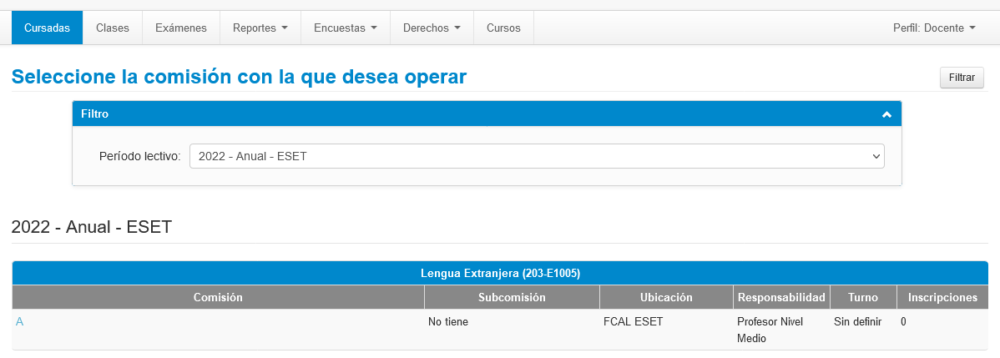 Cursadas Clases Exámenes Reportes Encuestas Derechos Cursos Perfil: Docente
Seleccione la comisión con la que desea operar Filtrar
Filtro
Período lectivo: 2022 - Anual - ESET
2022 - Anual - ESET
Lengua Extranjera (203-E1005)
Comisión Subcomisión Ubicación Responsabilidad Turno Inscripciones
A No tiene FCAL ESET Profesor Nivel Sin definir 0
Medio